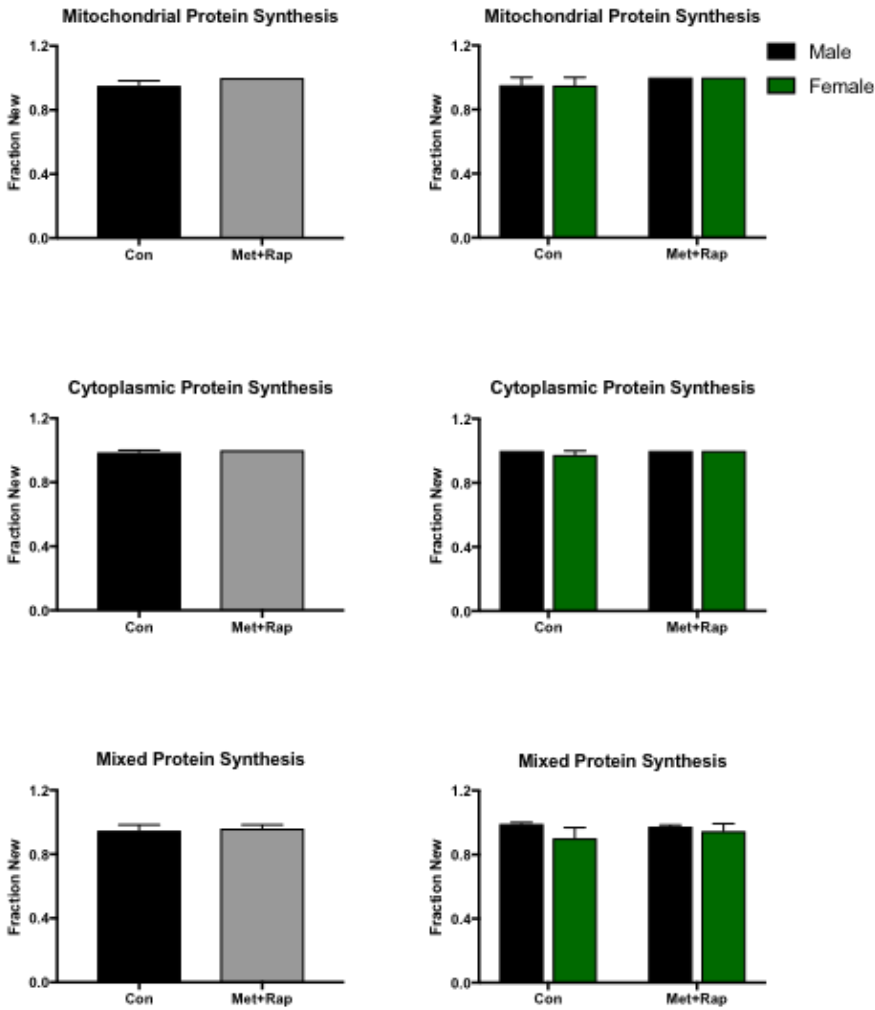 Mitochondrial Protein Synthesis
1.2
0.8
0.4
0.0
Fraction New
Con
Met+Rap
Mitochondrial Protein Synthesis
1.2
0.8
0.4
0.0
Fraction New
Con
Met+Rap
Male
Female
Cytoplasmic Protein Synthesis
1.2
0.8
0.4
0.0
Fraction New
Con
Met+Rap
Cytoplasmic Protein Synthesis
1.2
0.8
0.4
0.0
Fraction New
Con
Met+Rap
Mixed Protein Synthesis
1.2
0.8
0.4
0.0
Fraction New
Con
Met+Rap
Mixed Protein Synthesis
1.2
0.8
0.4
0.0
Fraction New
Con
Met+Rap